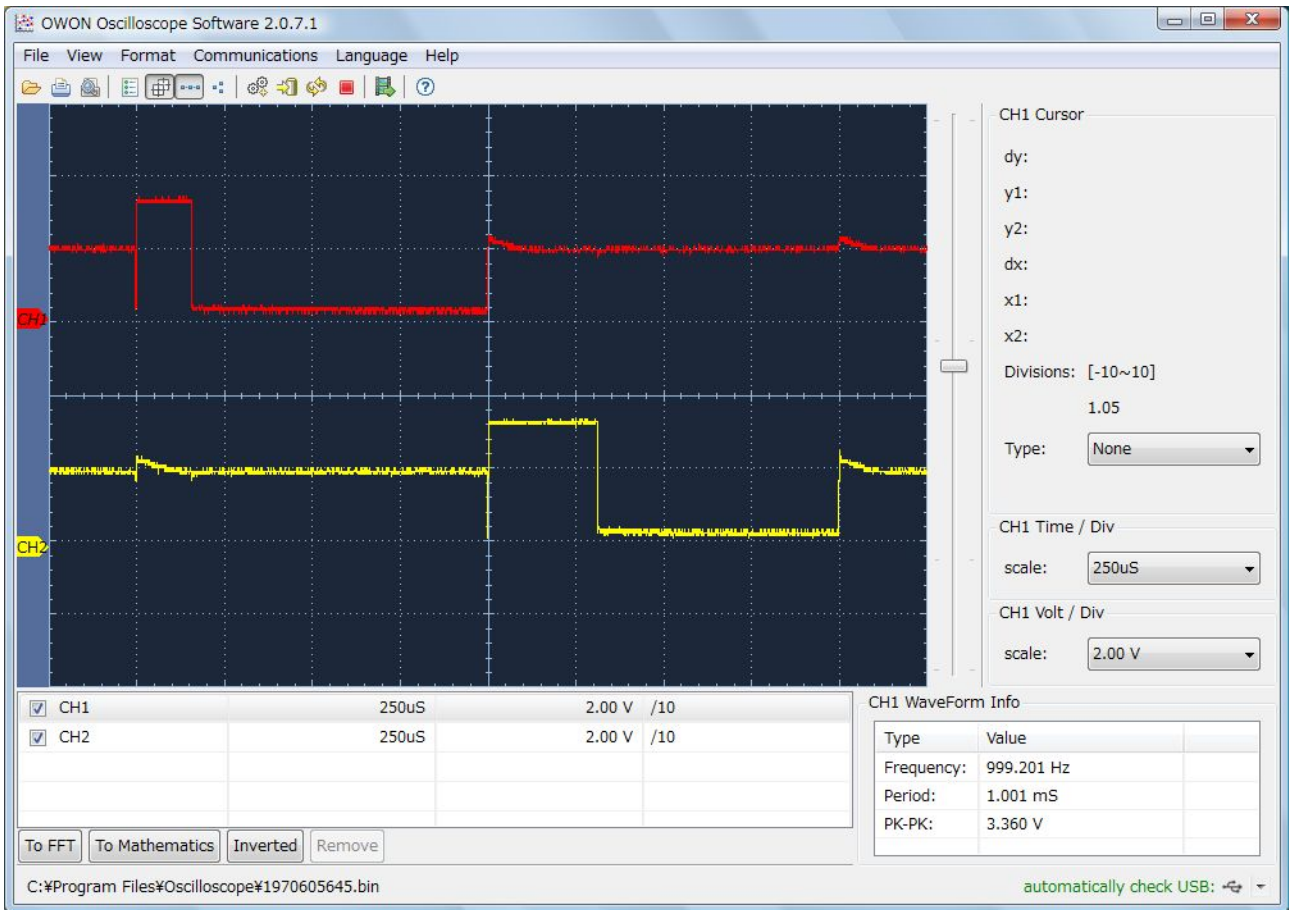 OWON Oscilloscope Software 2.0.7.1
File View Format Communications Language Help
CH1 Cursor
dy:
y1:
y2:
dx:
x1:
x2:
Divisions: [-10~10]
1.05
Type: None
CH1
CH2
CH1 Time / Div
scale: 250uS
CH1 Volt / Div
scale: 2.00 V
CH1 250uS 2.00 V /10
CH2 250uS 2.00 V /10
CH1 WaveForm Info
Type Value
Frequency: 999.201 Hz
Period: 1.001 mS
PK-PK: 3.360 V
To FFT To Mathematics Inverted Remove
C:¥Program Files¥Oscilloscope¥1970605645.bin
automatically check USB: